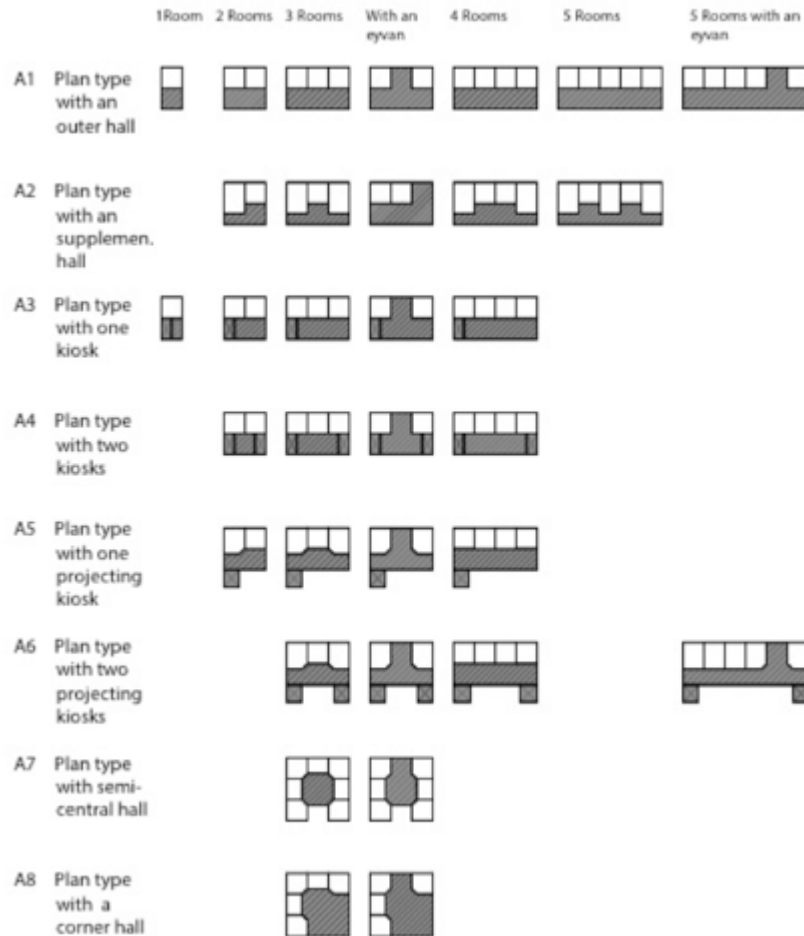 1Room 2 Rooms 3 Rooms With an eyvan 4 Rooms 5 Rooms 5 Rooms with an eyvan
A1 Plan type
with an
outer hall
A2 Plan type
with an
supplemen.
hall
A3 Plan type
with one
kiosk
A4 Plan type
with two
kiosks
A5 Plan type
with one
projecting
kiosk
A6 Plan type
with two
projecting
kiosks
A7 Plan type
with semi-
central hall
A8 Plan type
with a
corner hall